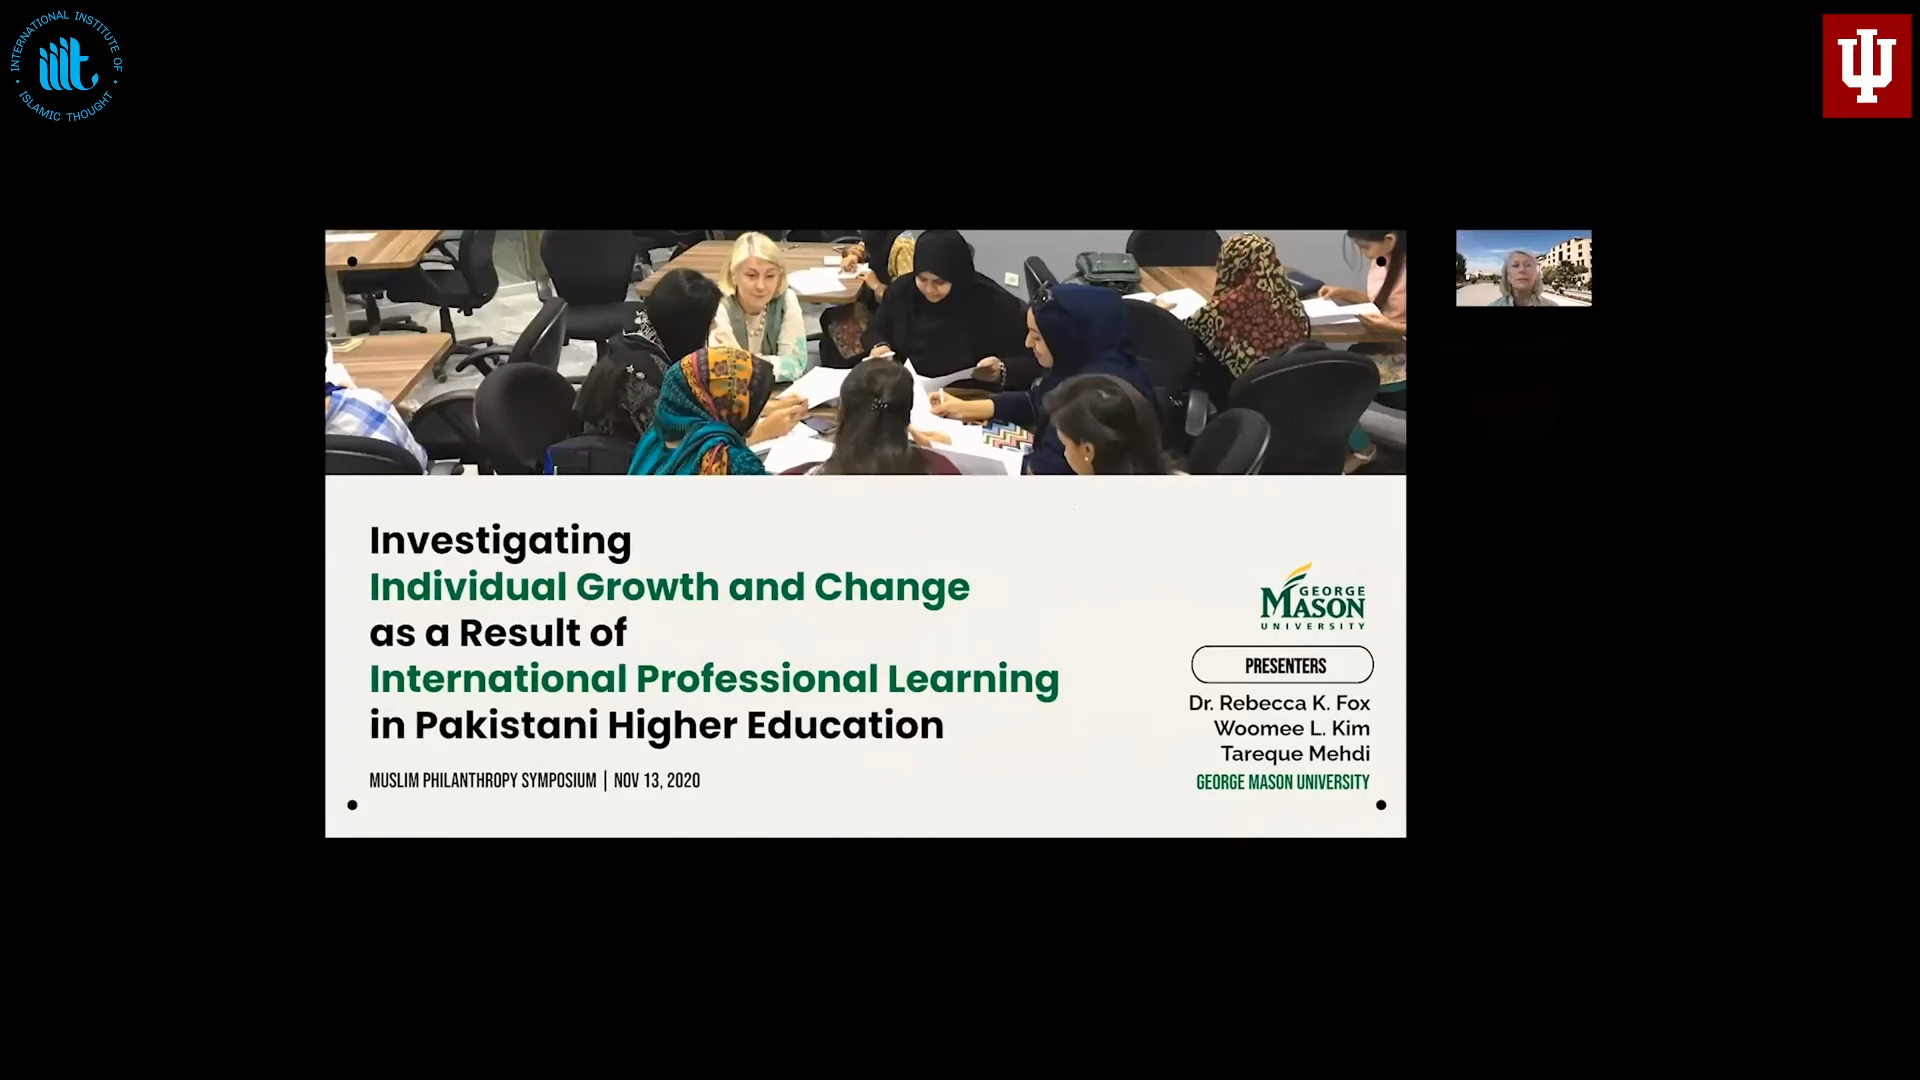 INTERNATIONAL INSTITUTE OF
ISLAMIC THOUGHT
iiit
Investigating
Individual Growth and Change
as a Result of
International Professional Learning
in Pakistani Higher Education
MUSLIM PHILANTHROPY SYMPOSIUM | NOV 13, 2020
GEORGE
MASON
UNIVERSITY
PRESENTERS
Dr. Rebecca K. Fox
Woomee L. Kim
Tareque Mehdi
GEORGE MASON UNIVERSITY